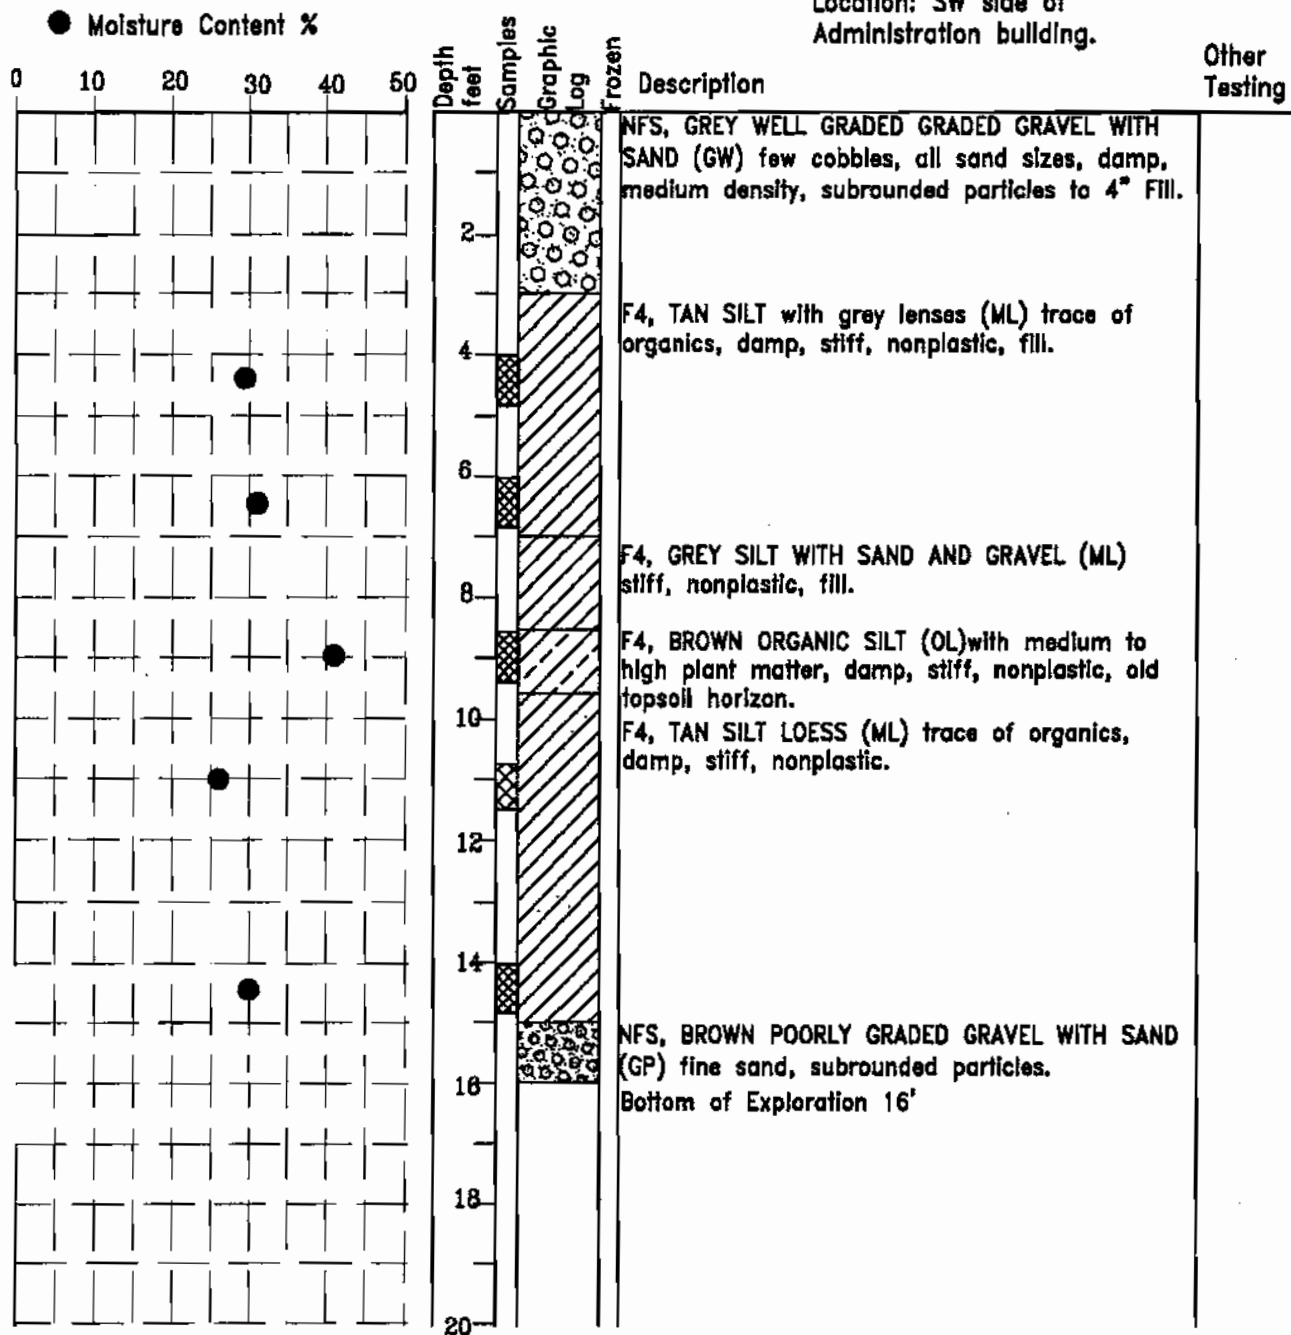 ● Moisture Content %
Location: SW side of
Administration building.
0 10 20 30 40 50
Depth
feet
Samples
Graphic
Log
Frozen
Description
Other
Testing
NFS, GREY WELL GRADED GRADED GRAVEL WITH
SAND (GW) few cobbles, all sand sizes, damp,
medium density, subrounded particles to 4" Fill.
2
F4, TAN SILT with grey lenses (ML) trace of
organics, damp, stiff, nonplastic, fill.
4
6
F4, GREY SILT WITH SAND AND GRAVEL (ML)
stiff, nonplastic, fill.
8
F4, BROWN ORGANIC SILT (OL)with medium to
high plant matter, damp, stiff, nonplastic, old
topsoil horizon.
10
F4, TAN SILT LOESS (ML) trace of organics,
damp, stiff, nonplastic.
12
14
NFS, BROWN POORLY GRADED GRAVEL WITH SAND
(GP) fine sand, subrounded particles.
16
Bottom of Exploration 16'
18
20